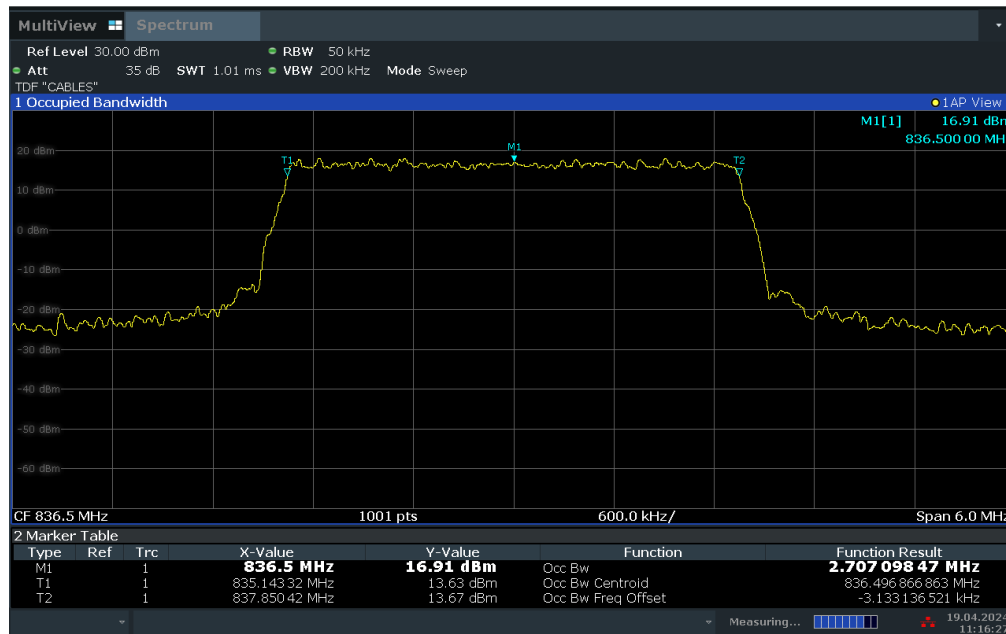 MultiView Spectrum
Ref Level 30.00 dBm RBW 50 kHz
Att 35 dB SWT 1.01 ms VBW 200 kHz Mode Sweep
TDF "CABLES"
1 Occupied Bandwidth 1AP View
M1[1] 16.91 dBm
836.500 00 MH
20 dBm
M1
T1 T2
10 dBm
0 dBm
-10 dBm
-20 dBm
-30 dBm
-40 dBm
-50 dBm
-60 dBm
CF 836.5 MHz 1001 pts 600.0 kHz/ Span 6.0 MHz
2 Marker Table
Type Ref Trc X-Value Y-Value Function Function Result
M1 1 836.5 MHz 16.91 dBm Occ Bw 2.707 098 47 MHz
T1 1 835.143 32 MHz 13.63 dBm Occ Bw Centroid 836.496 866 863 MHz
T2 1 837.850 42 MHz 13.67 dBm Occ Bw Freq Offset -3.133 136 521 kHz
Measuring... 19.04.2024
11:16:2